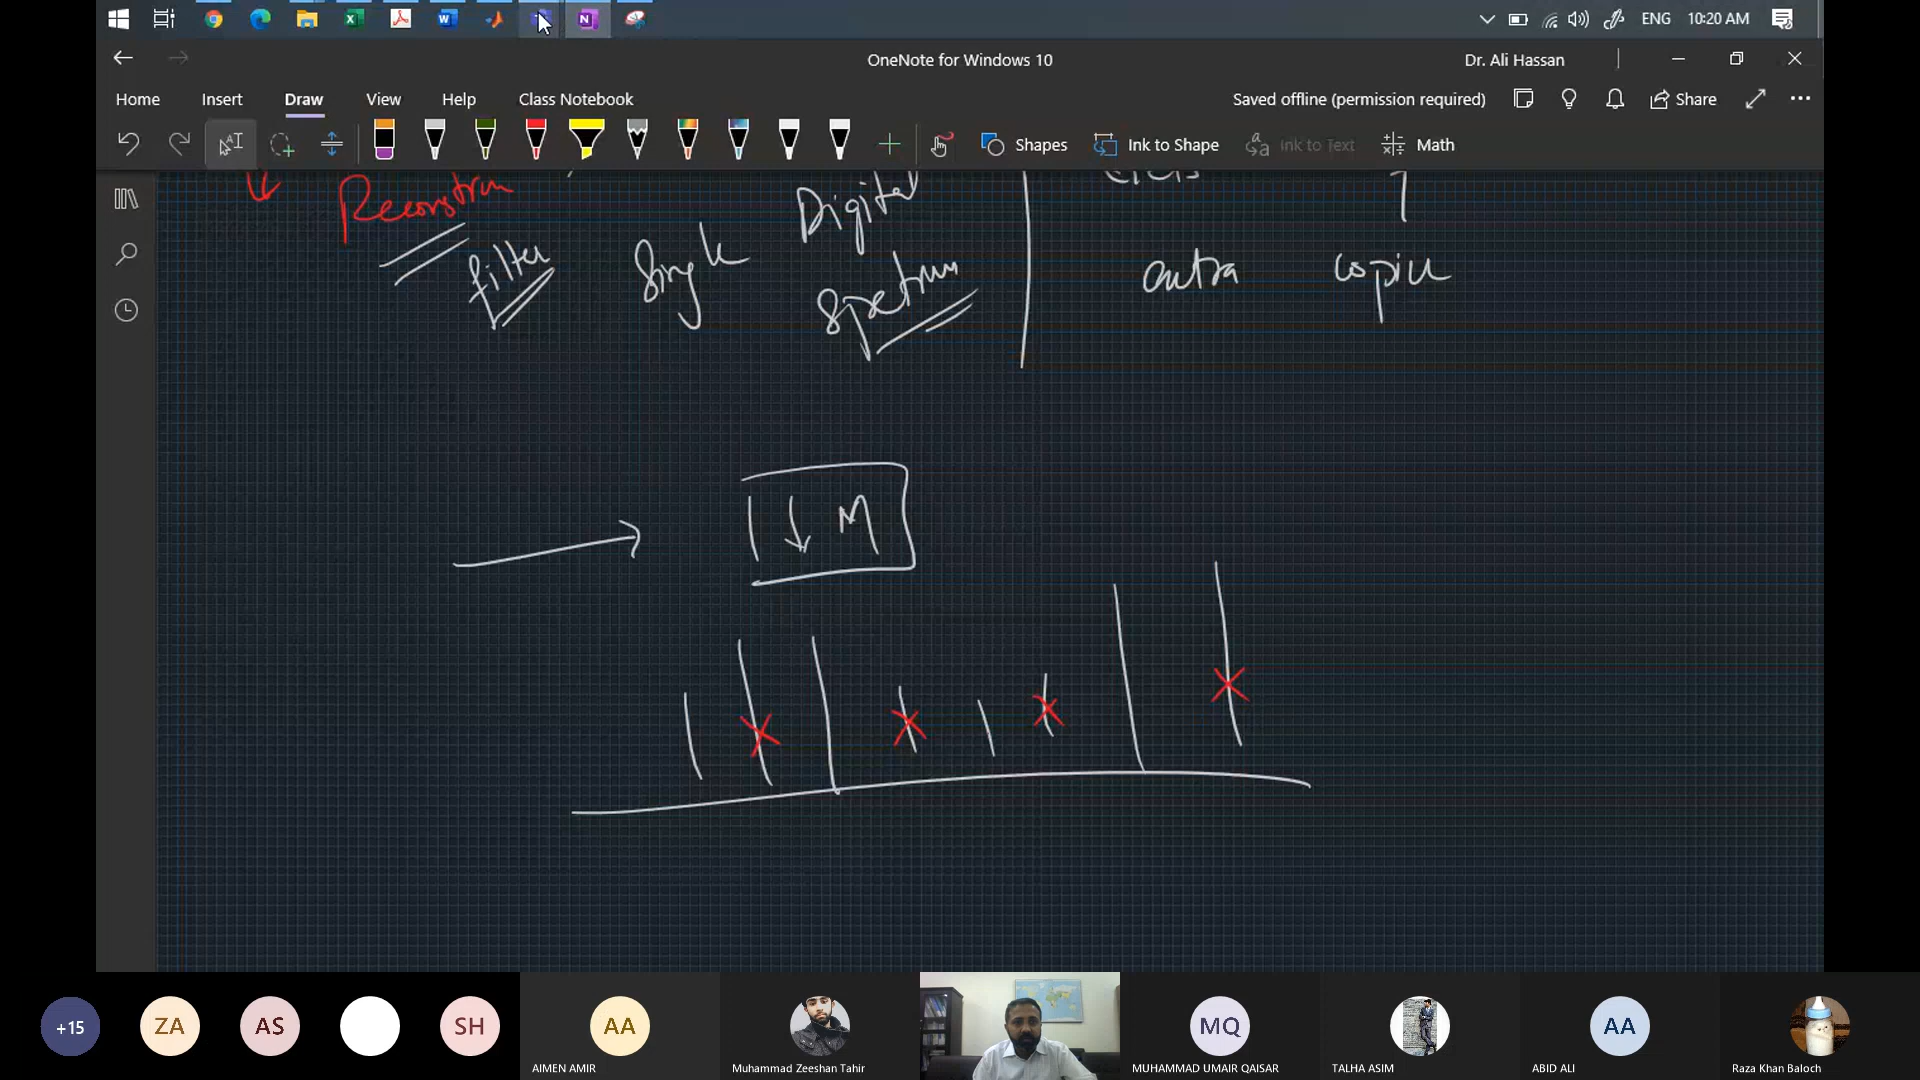 ENG 10:20 AM
OneNote for Windows 10 Dr. Ali Hassan
Home Insert Draw View Help Class Notebook Saved offline (permission required) Share
Shapes Ink to Shape Ink to Text Math
Digital
filter Single
Spectrum
↓ M
+15 ZA AS SH AA MQ AA
AIMEN AMIR Muhammad Zeeshan Tahir MUHAMMAD UMAIR QAISAR TALHA ASIM ABID ALI Raza Khan Baloch